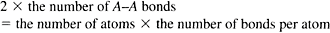 2 × the number of A–A bonds
= the number of atoms × the number of bonds per atom